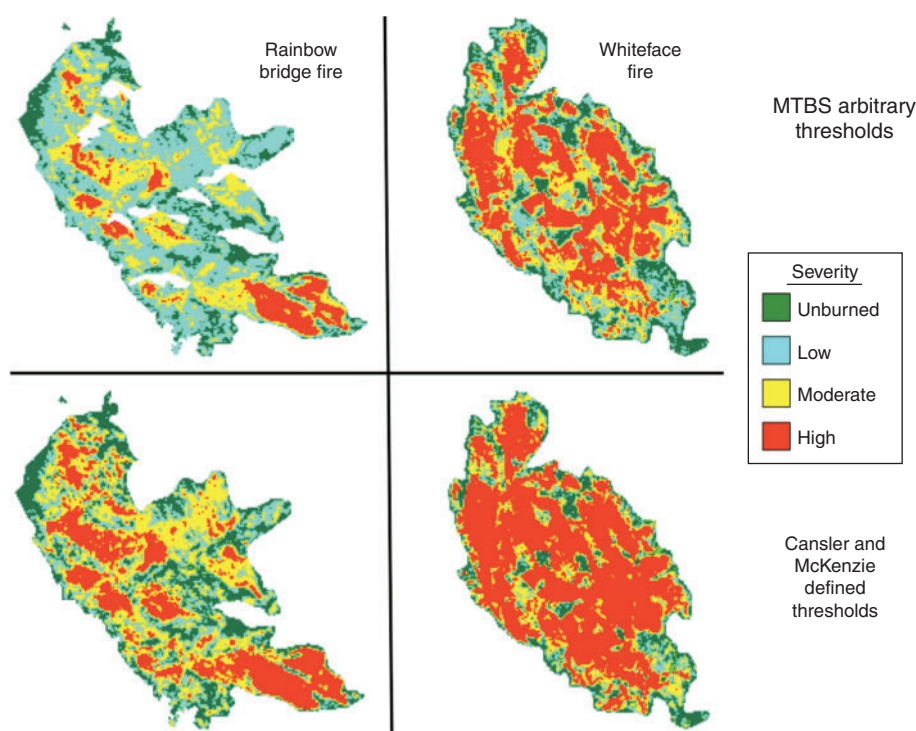 Rainbow
bridge fire
Whiteface
fire
MTBS arbitrary
thresholds
Severity
Unburned
Low
Moderate
High
Cansler and
McKenzie
defined
thresholds